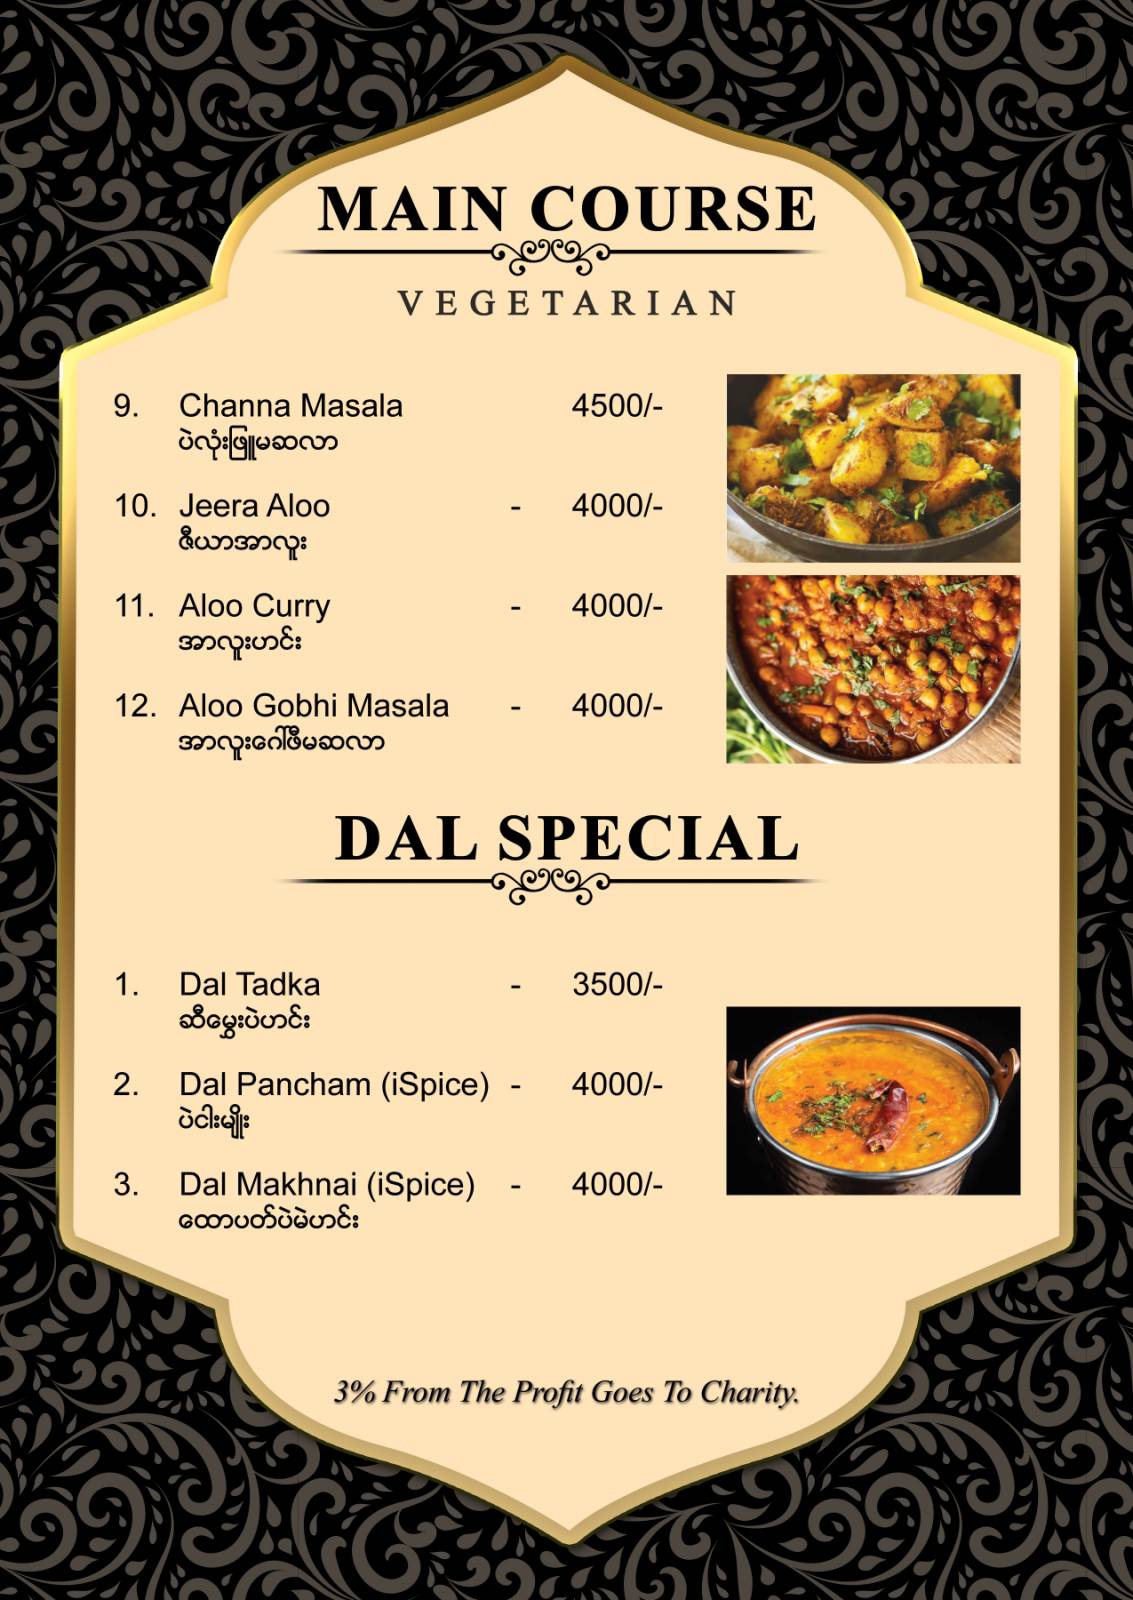 MAIN COURSE
VEGETARIAN
9. Channa Masala 4500/-
ပဲလုံးဖြူမဆလာ
10. Jeera Aloo - 4000/-
ဇီယာအာလူး
11. Aloo Curry - 4000/-
အာလူးဟင်း
12. Aloo Gobhi Masala - 4000/-
အာလူးဂေါ်ဖီမဆလာ
DAL SPECIAL
1. Dal Tadka - 3500/-
ဆီမွှေးပဲဟင်း
2. Dal Pancham (iSpice) - 4000/-
ပဲငါးမျိုး
3. Dal Makhnai (iSpice) - 4000/-
ထောပတ်ပဲမဲဟင်း
3% From The Profit Goes To Charity.